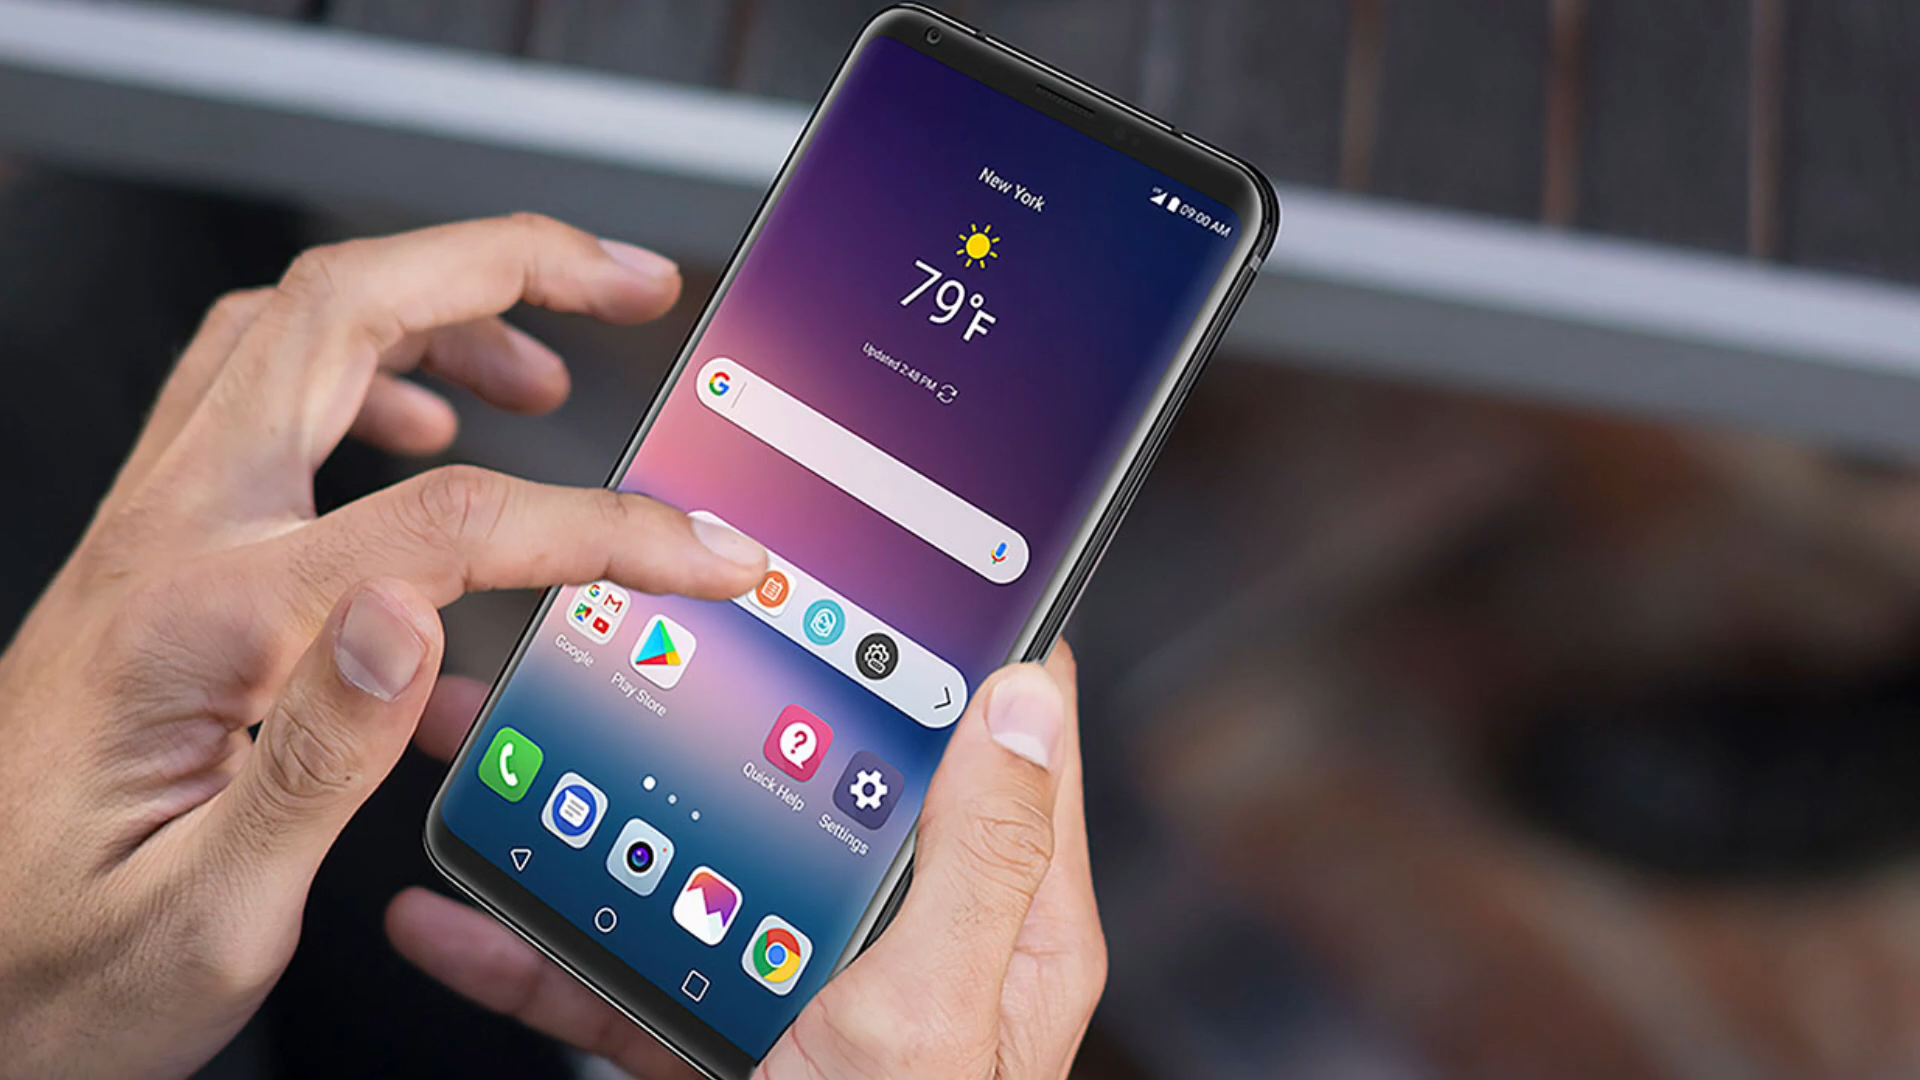 09:00 AM
New York
79°F
Updated 2:48 PM
G
Google
Play Store
Quick Help
Settings